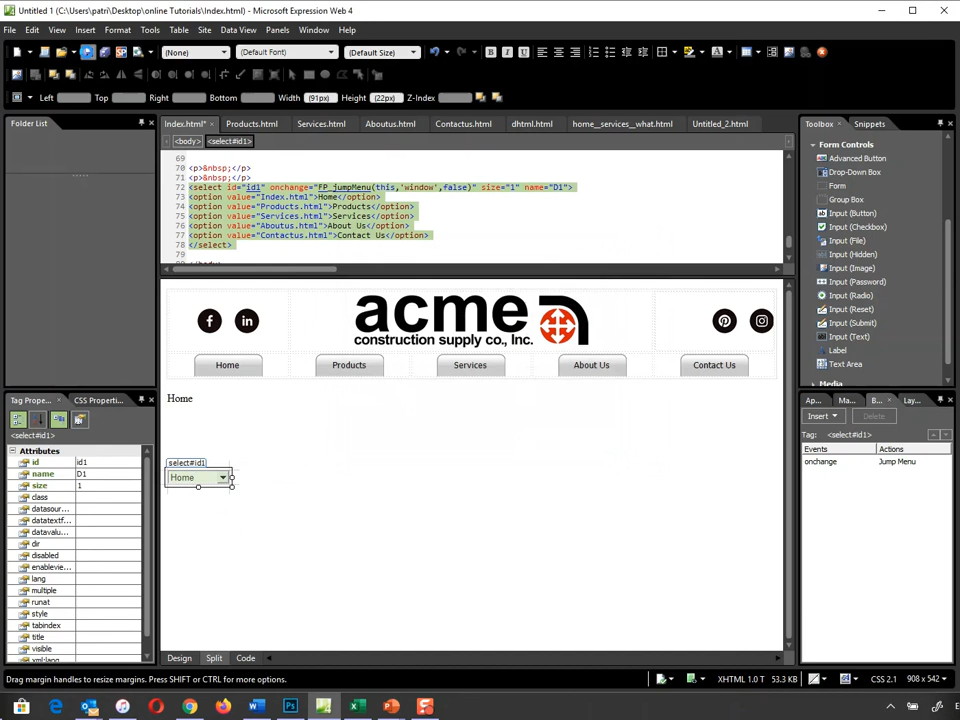 Untitled 1 (C:\Users\patri\Desktop\online Tutorials\Index.html) - Microsoft Expression Web 4
File Edit View Insert Format Tools Table Site Data View Panels Window Help
(None) (Default Font) (Default Size) B I U A
Left Top Right Bottom Width (91px) Height (22px) Z-Index
Folder List
Index.html* Products.html Services.html Aboutus.html Contactus.html dhtml.html home__services__what.html Untitled_2.html
<body> <select#id1>
69
70 <p>&nbsp;</p>
71 <p>&nbsp;</p>
72 <select id="id1" onchange="FP_jumpMenu(this,'window',false)" size="1" name="D1">
73 <option value="Index.html">Home</option>
74 <option value="Products.html">Products</option>
75 <option value="Services.html">Services</option>
76 <option value="Aboutus.html">About Us</option>
77 <option value="Contactus.html">Contact Us</option>
78 </select>
79
acme
construction supply co., Inc.
Home Products Services About Us Contact Us
Home
select#id1
Home
Design Split Code
Toolbox Snippets
Form Controls
Advanced Button
Drop-Down Box
Form
Group Box
Input (Button)
Input (Checkbox)
Input (File)
Input (Hidden)
Input (Image)
Input (Password)
Input (Radio)
Input (Reset)
Input (Submit)
Input (Text)
Label
Text Area
Media
Tag Prope... CSS Properti...
<select#id1>
Attributes
id id1
name D1
size 1
class
datasour...
datatextf...
datavalu...
dir
disabled
enablevie...
lang
multiple
runat
style
tabindex
title
visible
xml:lang
Ap... Ma... B... Lay...
Insert Delete
Tag: <select#id1>
Events Actions
onchange Jump Menu
Drag margin handles to resize margins. Press SHIFT or CTRL for more options.
XHTML 1.0 T 53.3 KB CSS 2.1 908 x 542